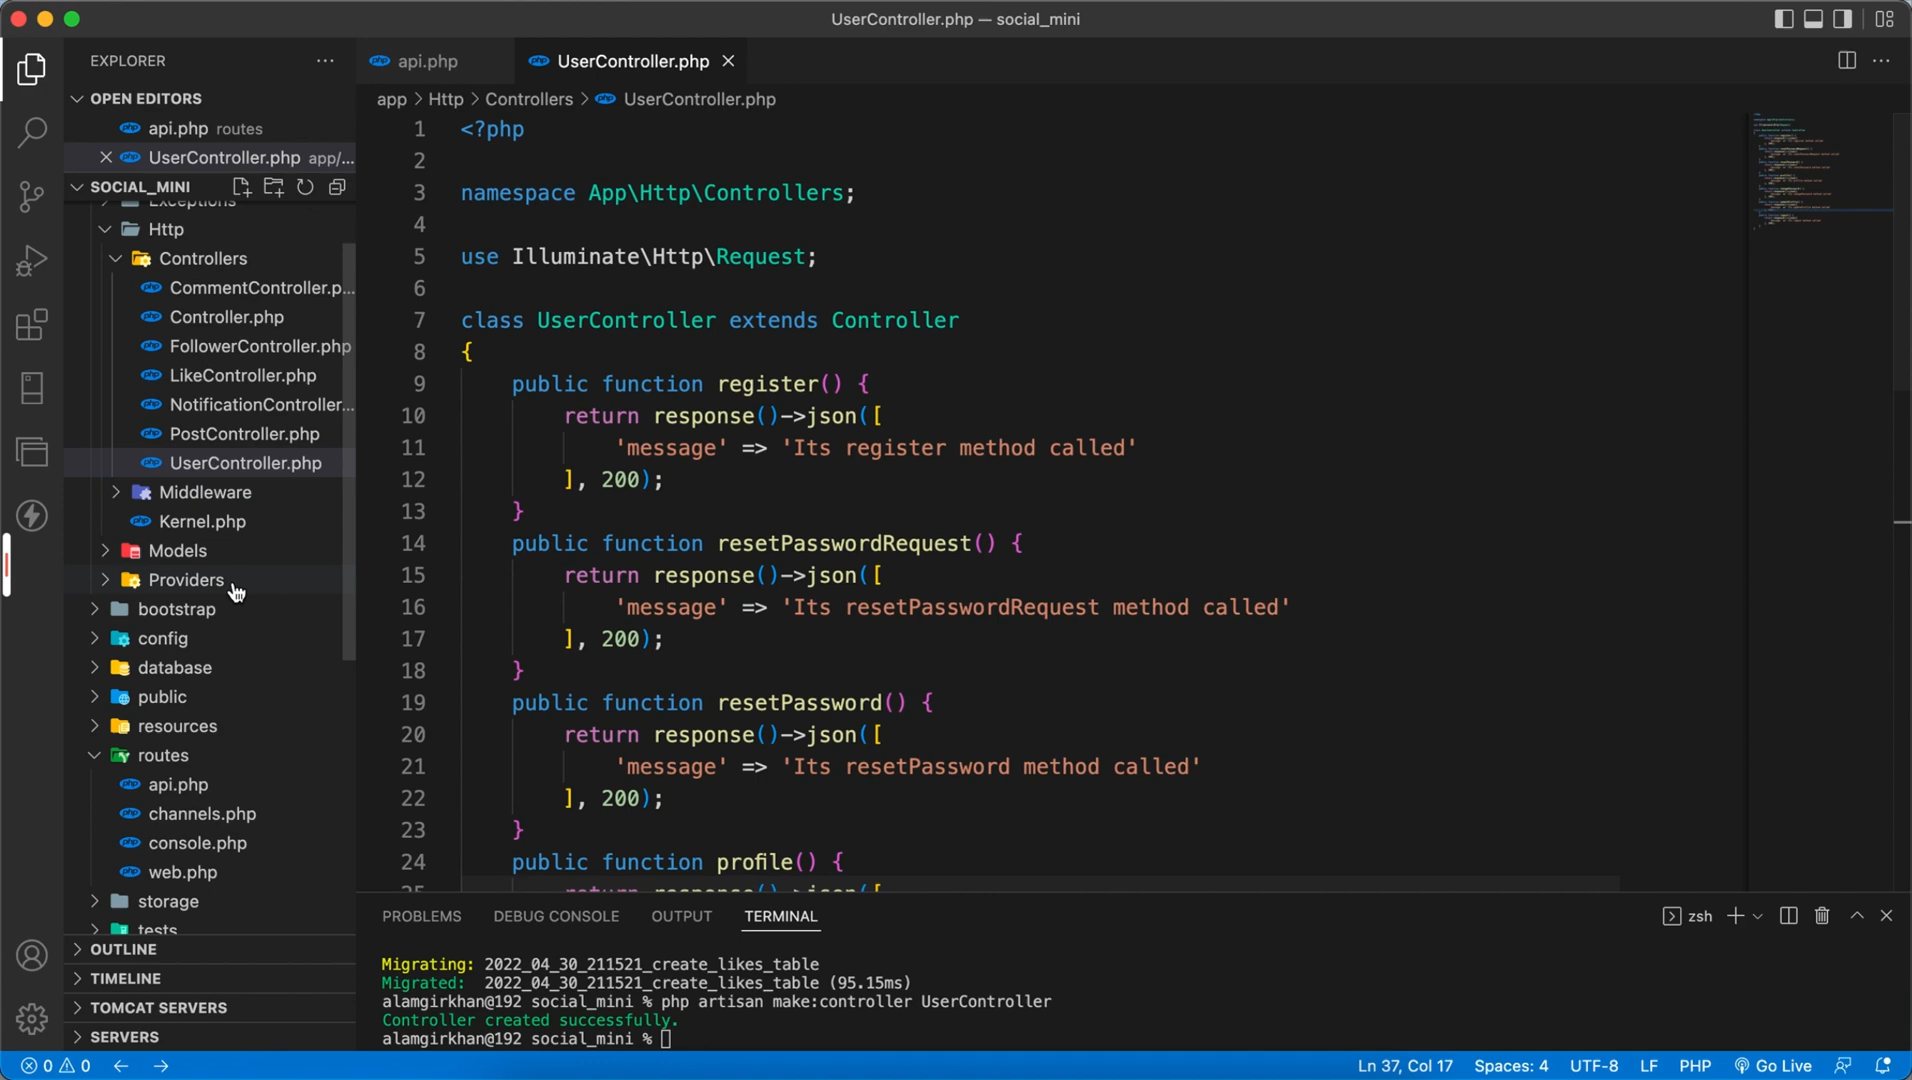 UserController.php — social_mini
EXPLORER
OPEN EDITORS
api.php routes
UserController.php app/...
SOCIAL_MINI
Exceptions
Http
Controllers
CommentController.p...
Controller.php
FollowerController.php
LikeController.php
NotificationController...
PostController.php
UserController.php
Middleware
Kernel.php
Models
Providers
bootstrap
config
database
public
resources
routes
api.php
channels.php
console.php
web.php
storage
tests
OUTLINE
TIMELINE
TOMCAT SERVERS
SERVERS
php api.php
php UserController.php
app > Http > Controllers > php UserController.php
1 <?php
2
3 namespace App\Http\Controllers;
4
5 use Illuminate\Http\Request;
6
7 class UserController extends Controller
8 {
9 public function register() {
10 return response()->json([
11 'message' => 'Its register method called'
12 ], 200);
13 }
14 public function resetPasswordRequest() {
15 return response()->json([
16 'message' => 'Its resetPasswordRequest method called'
17 ], 200);
18 }
19 public function resetPassword() {
20 return response()->json([
21 'message' => 'Its resetPassword method called'
22 ], 200);
23 }
24 public function profile() {
25 return response()->json([
PROBLEMS DEBUG CONSOLE OUTPUT TERMINAL zsh
Migrating: 2022_04_30_211521_create_likes_table
Migrated: 2022_04_30_211521_create_likes_table (95.15ms)
alamgirkhan@192 social_mini % php artisan make:controller UserController
Controller created successfully.
alamgirkhan@192 social_mini %
0 0 Ln 37, Col 17 Spaces: 4 UTF-8 LF PHP Go Live